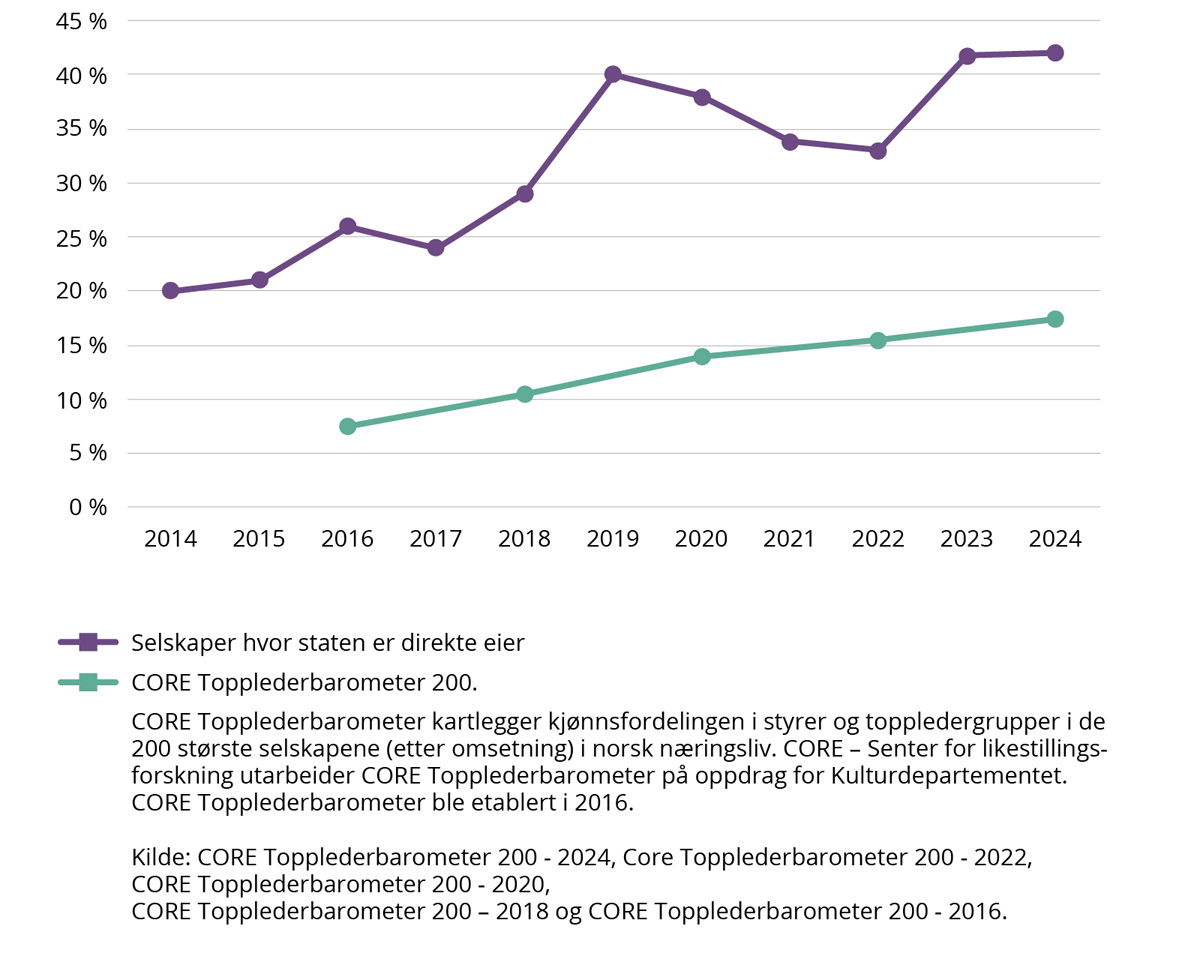 45 %
40 %
35 %
30 %
25 %
20 %
15 %
10 %
5 %
0 %
2014 2015 2016 2017 2018 2019 2020 2021 2022 2023 2024
Selskaper hvor staten er direkte eier
CORE Topplederbarometer 200.
CORE Topplederbarometer kartlegger kjønnsfordelingen i styrer og toppledergrupper i de
200 største selskapene (etter omsetning) i norsk næringsliv. CORE – Senter for likestillings-
forskning utarbeider CORE Topplederbarometer på oppdrag for Kulturdepartementet.
CORE Topplederbarometer ble etablert i 2016.
Kilde: CORE Topplederbarometer 200 - 2024, Core Topplederbarometer 200 - 2022,
CORE Topplederbarometer 200 - 2020,
CORE Topplederbarometer 200 – 2018 og CORE Topplederbarometer 200 - 2016.